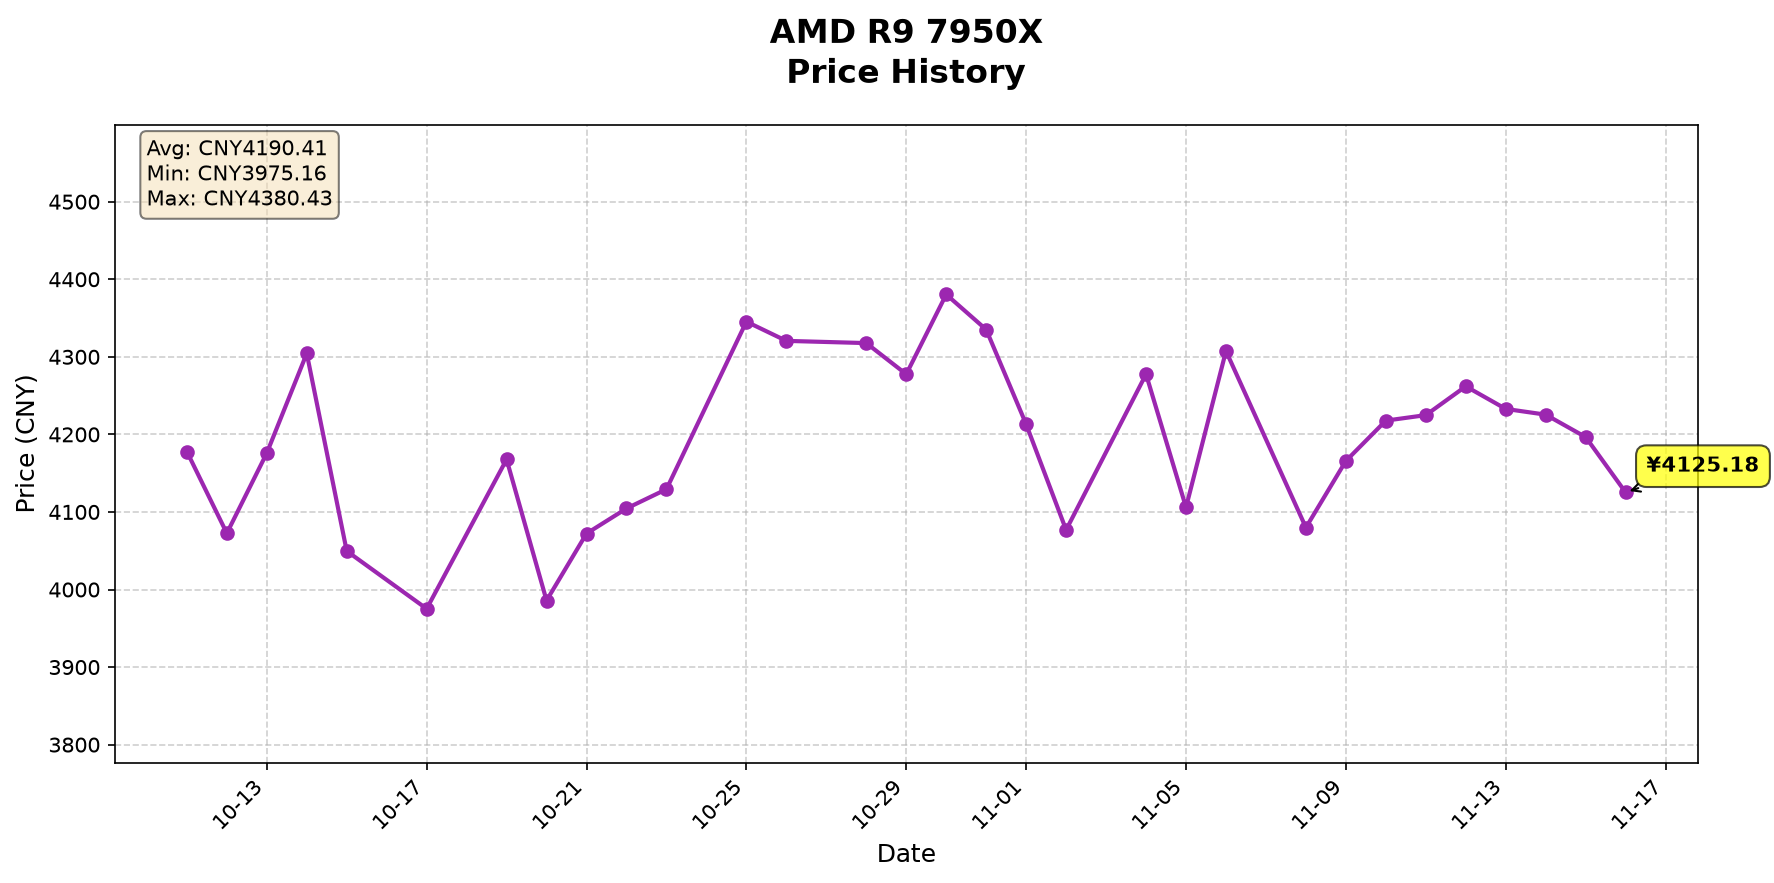 AMD R9 7950X
Price History
Avg: CNY4190.41
Min: CNY3975.16
Max: CNY4380.43
4500
4400
4300
4200
4100
4000
3900
3800
Price (CNY)
¥4125.18
10-13
10-17
10-21
10-25
10-29
11-01
11-05
11-09
11-13
11-17
Date